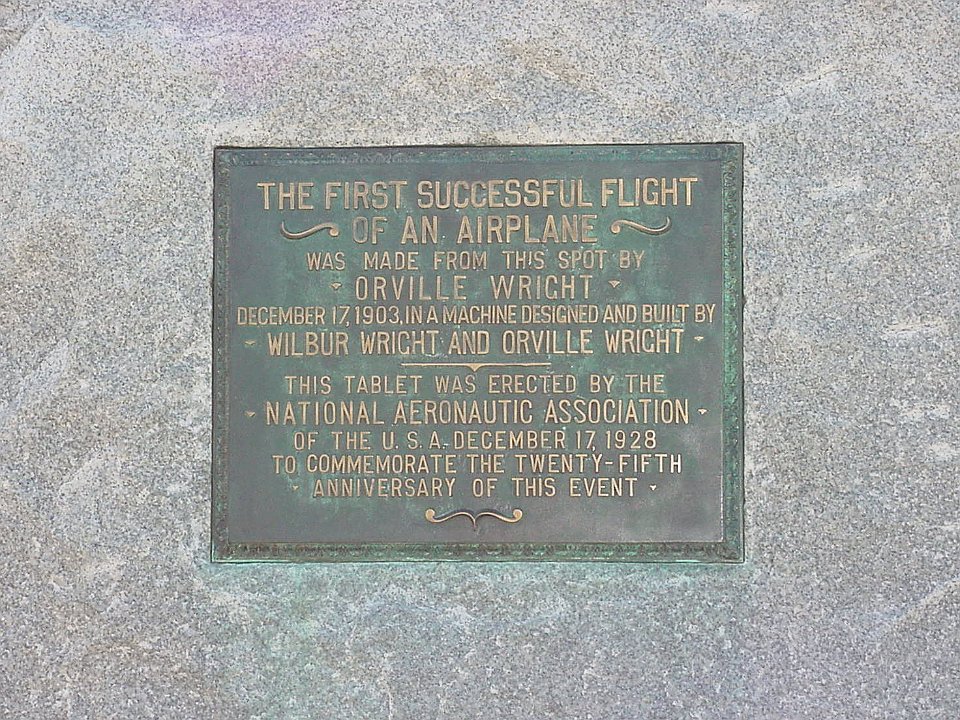 THE FIRST SUCCESSFUL FLIGHT
OF AN AIRPLANE
WAS MADE FROM THIS SPOT BY
ORVILLE WRIGHT
DECEMBER 17, 1903, IN A MACHINE DESIGNED AND BUILT BY
WILBUR WRIGHT AND ORVILLE WRIGHT
THIS TABLET WAS ERECTED BY THE
NATIONAL AERONAUTIC ASSOCIATION
OF THE U. S. A. DECEMBER 17, 1928
TO COMMEMORATE THE TWENTY-FIFTH
ANNIVERSARY OF THIS EVENT